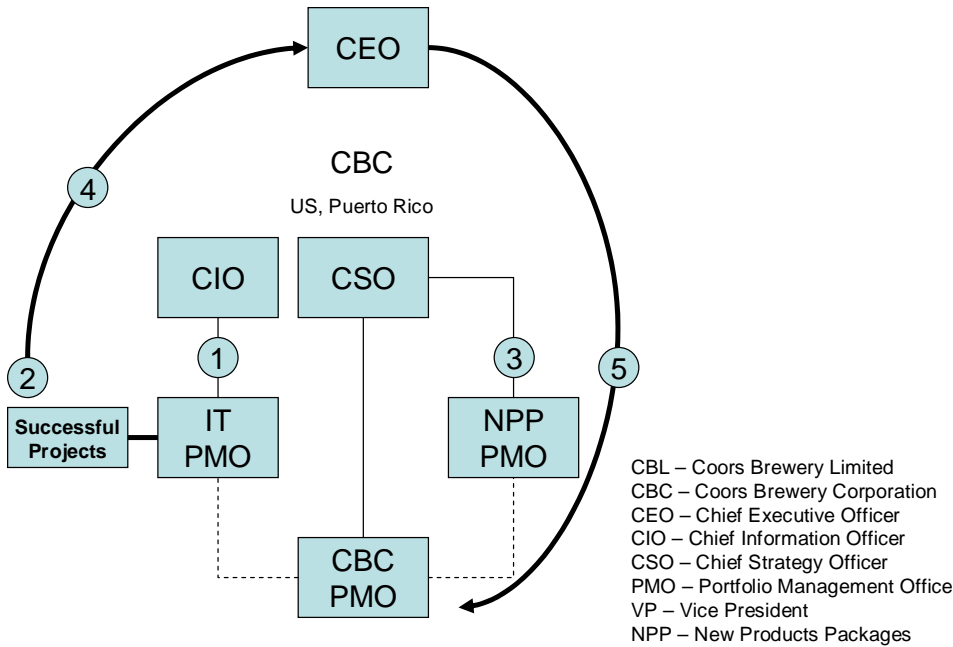 CEO
4
CBC
US, Puerto Rico
CIO
CSO
1
3
5
2
Successful
Projects
IT
PMO
NPP
PMO
CBC
PMO
CBL – Coors Brewery Limited
CBC – Coors Brewery Corporation
CEO – Chief Executive Officer
CIO – Chief Information Officer
CSO – Chief Strategy Officer
PMO – Portfolio Management Office
VP – Vice President
NPP – New Products Packages